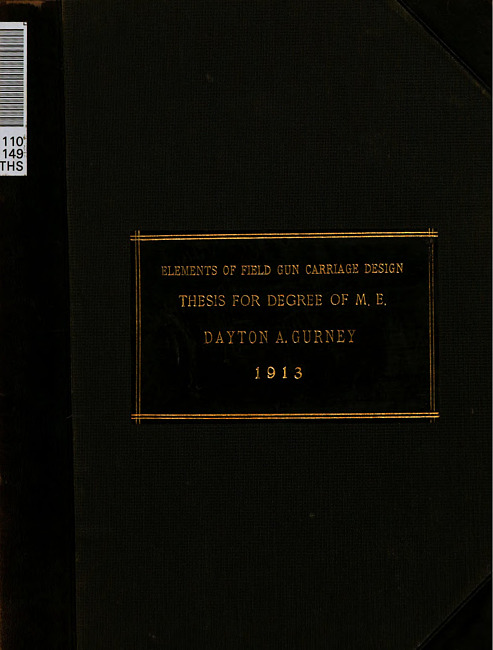 110
149
THS
ELEMENTS OF FIELD GUN CARRIAGE DESIGN
THESIS FOR DEGREE OF M. E.
DAYTON A. GURNEY
1913